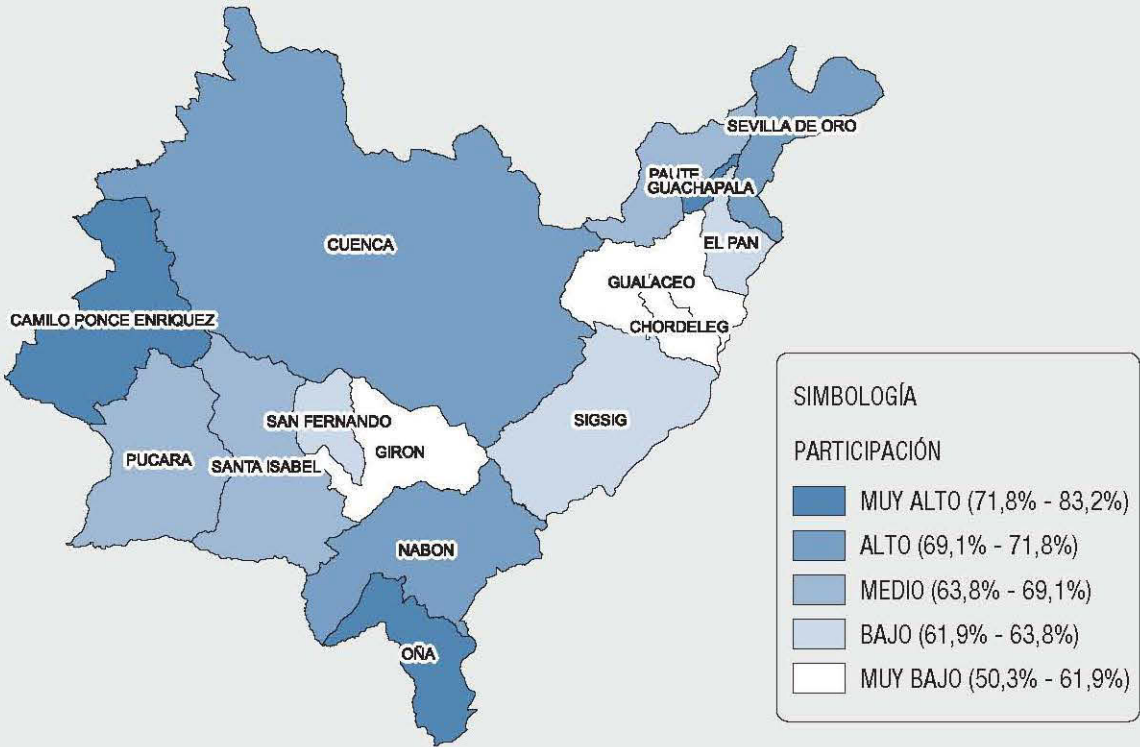 SEVILLA DE ORO
PAUTE
GUACHAPALA
CUENCA
EL PAN
GUALACEO
CAMILO PONCE ENRIQUEZ
CHORDELEG
SAN FERNANDO
SIGSIG
GIRON
PUCARA
SANTA ISABEL
NABON
OÑA
SIMBOLOGÍA
PARTICIPACIÓN
MUY ALTO (71,8% - 83,2%)
ALTO (69,1% - 71,8%)
MEDIO (63,8% - 69,1%)
BAJO (61,9% - 63,8%)
MUY BAJO (50,3% - 61,9%)